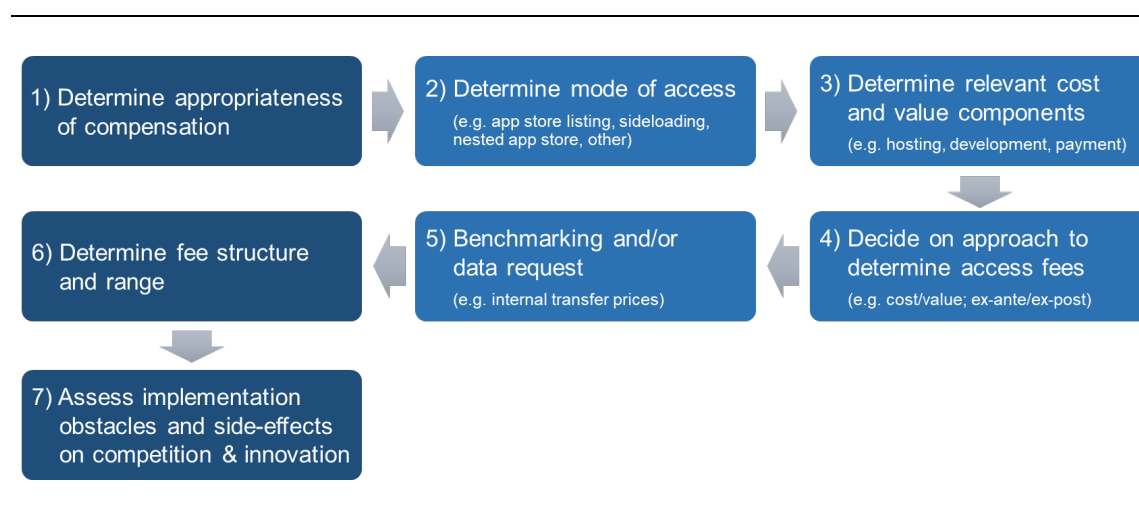 1) Determine appropriateness
of compensation
2) Determine mode of access
(e.g. app store listing, sideloading,
nested app store, other)
3) Determine relevant cost
and value components
(e.g. hosting, development, payment)
4) Decide on approach to
determine access fees
(e.g. cost/value; ex-ante/ex-post)
5) Benchmarking and/or
data request
(e.g. internal transfer prices)
6) Determine fee structure
and range
7) Assess implementation
obstacles and side-effects
on competition & innovation